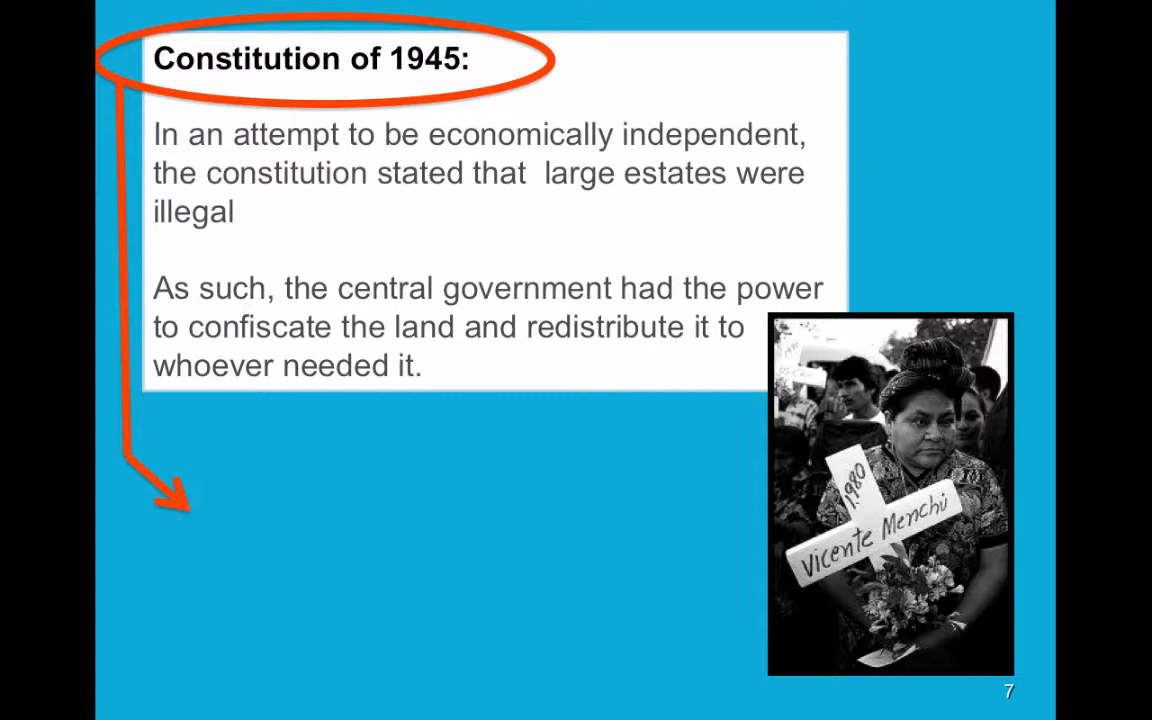 Constitution of 1945:
In an attempt to be economically independent,
the constitution stated that  large estates were
illegal
As such, the central government had the power
to confiscate the land and redistribute it to
whoever needed it.
1980
Vicente Menchú
7